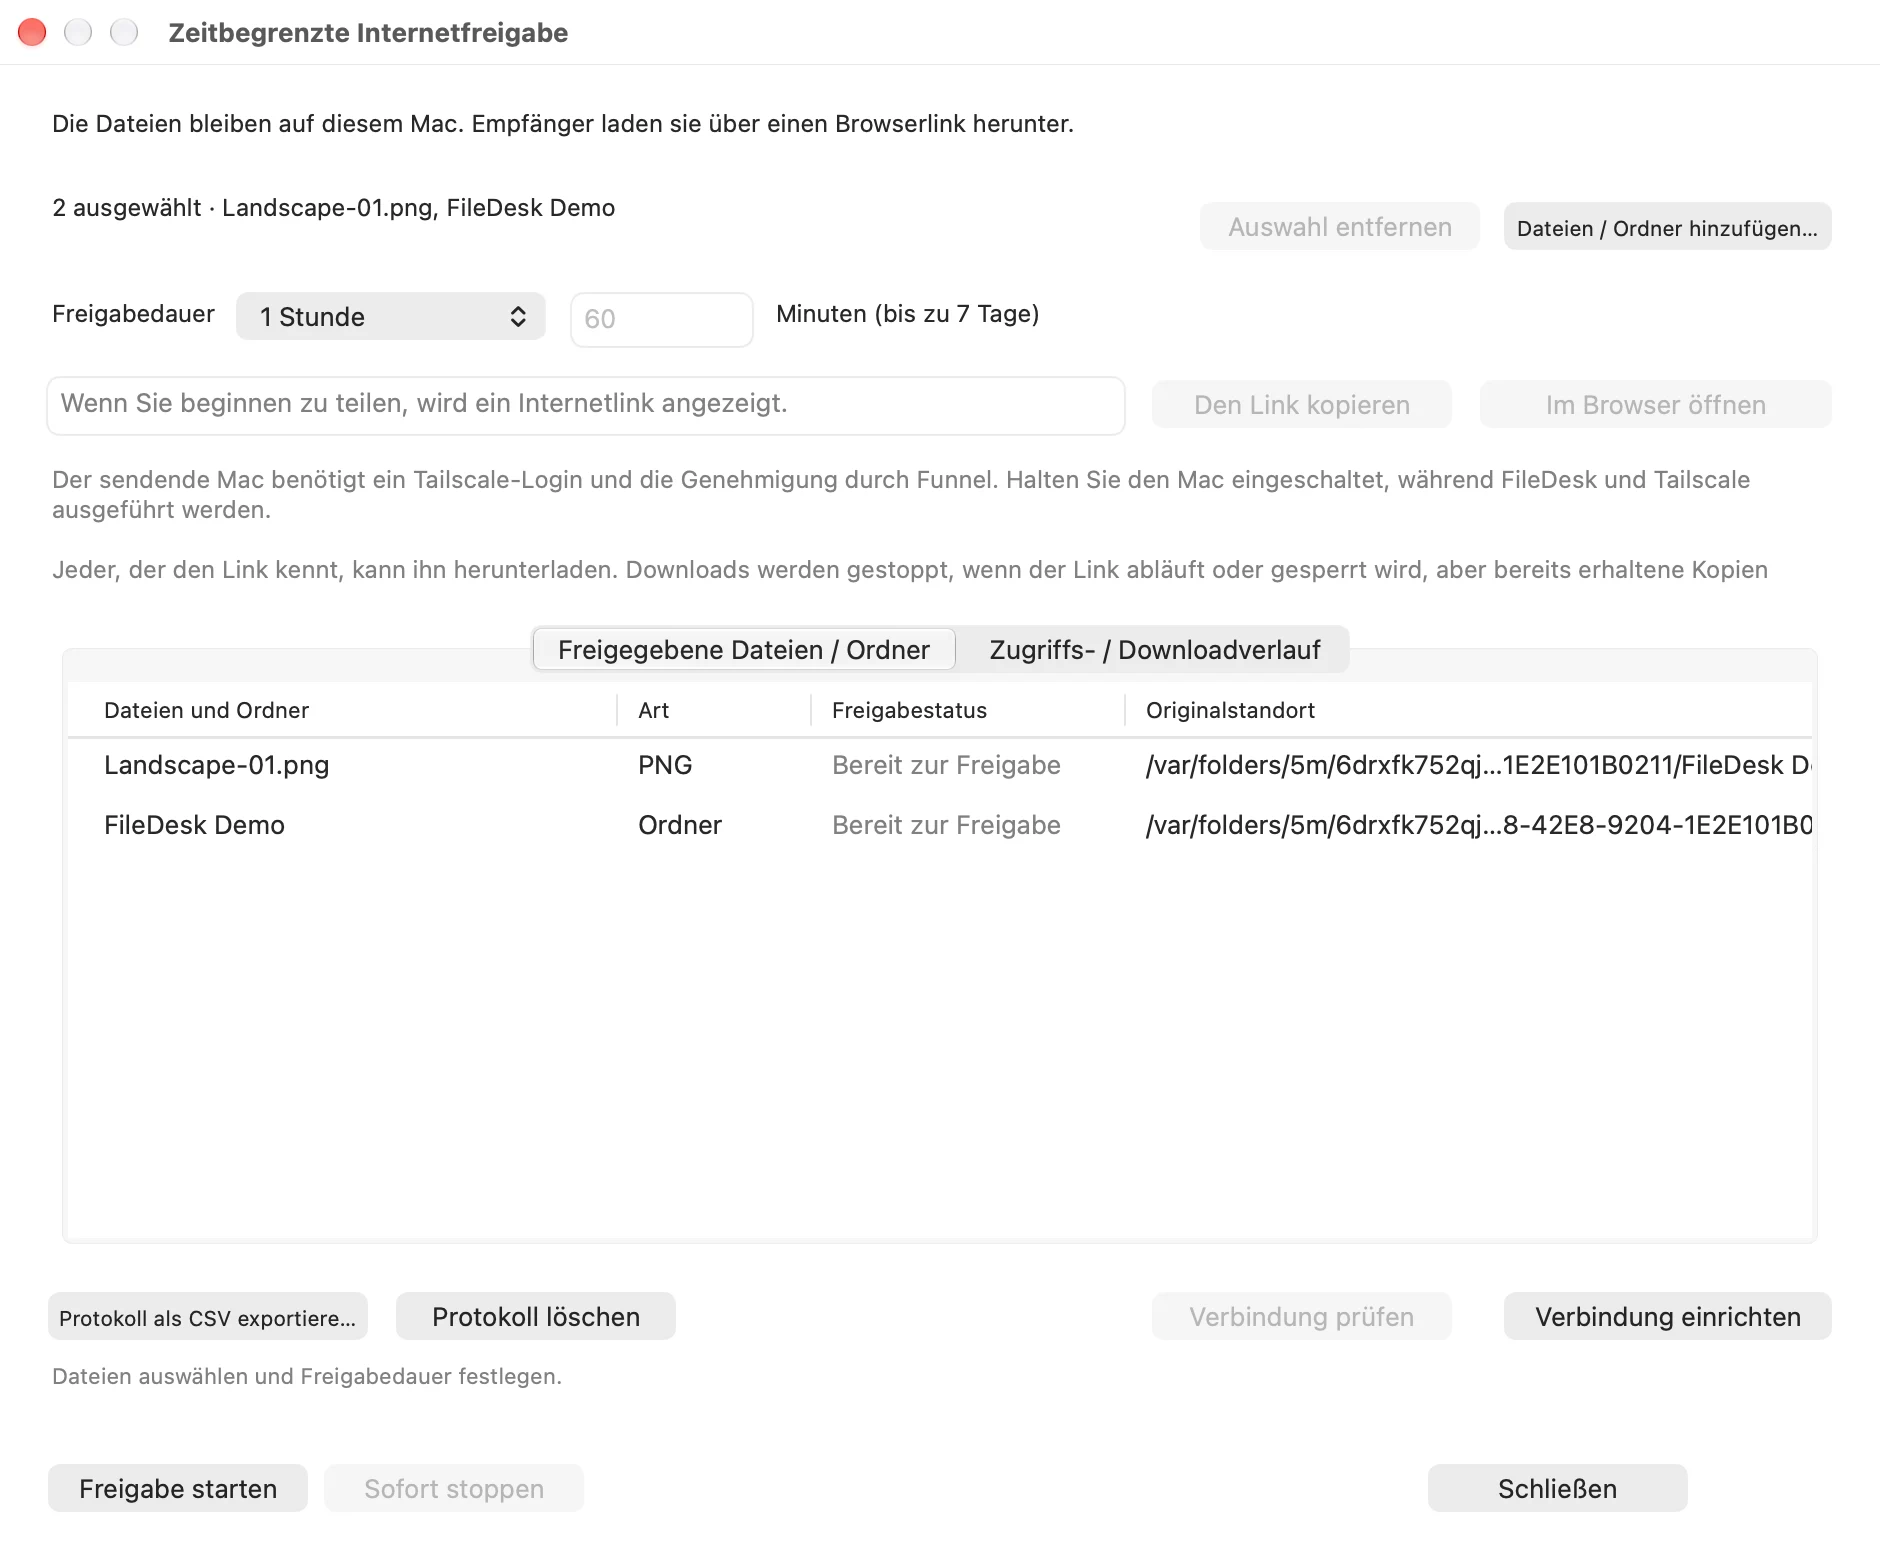 Zeitbegrenzte Internetfreigabe
Die Dateien bleiben auf diesem Mac. Empfänger laden sie über einen Browserlink herunter.
2 ausgewählt · Landscape-01.png, FileDesk Demo
Auswahl entfernen
Dateien / Ordner hinzufügen...
Freigabedauer
1 Stunde
60
Minuten (bis zu 7 Tage)
Wenn Sie beginnen zu teilen, wird ein Internetlink angezeigt.
Den Link kopieren
Im Browser öffnen
Der sendende Mac benötigt ein Tailscale-Login und die Genehmigung durch Funnel. Halten Sie den Mac eingeschaltet, während FileDesk und Tailscale
ausgeführt werden.
Jeder, der den Link kennt, kann ihn herunterladen. Downloads werden gestoppt, wenn der Link abläuft oder gesperrt wird, aber bereits erhaltene Kopien
Freigegebene Dateien / Ordner
Zugriffs- / Downloadverlauf
Dateien und Ordner
Art
Freigabestatus
Originalstandort
Landscape-01.png
PNG
Bereit zur Freigabe
/var/folders/5m/6drxfk752qj...1E2E101B0211/FileDesk D
FileDesk Demo
Ordner
Bereit zur Freigabe
/var/folders/5m/6drxfk752qj...8-42E8-9204-1E2E101B0
Protokoll als CSV exportiere...
Protokoll löschen
Verbindung prüfen
Verbindung einrichten
Dateien auswählen und Freigabedauer festlegen.
Freigabe starten
Sofort stoppen
Schließen